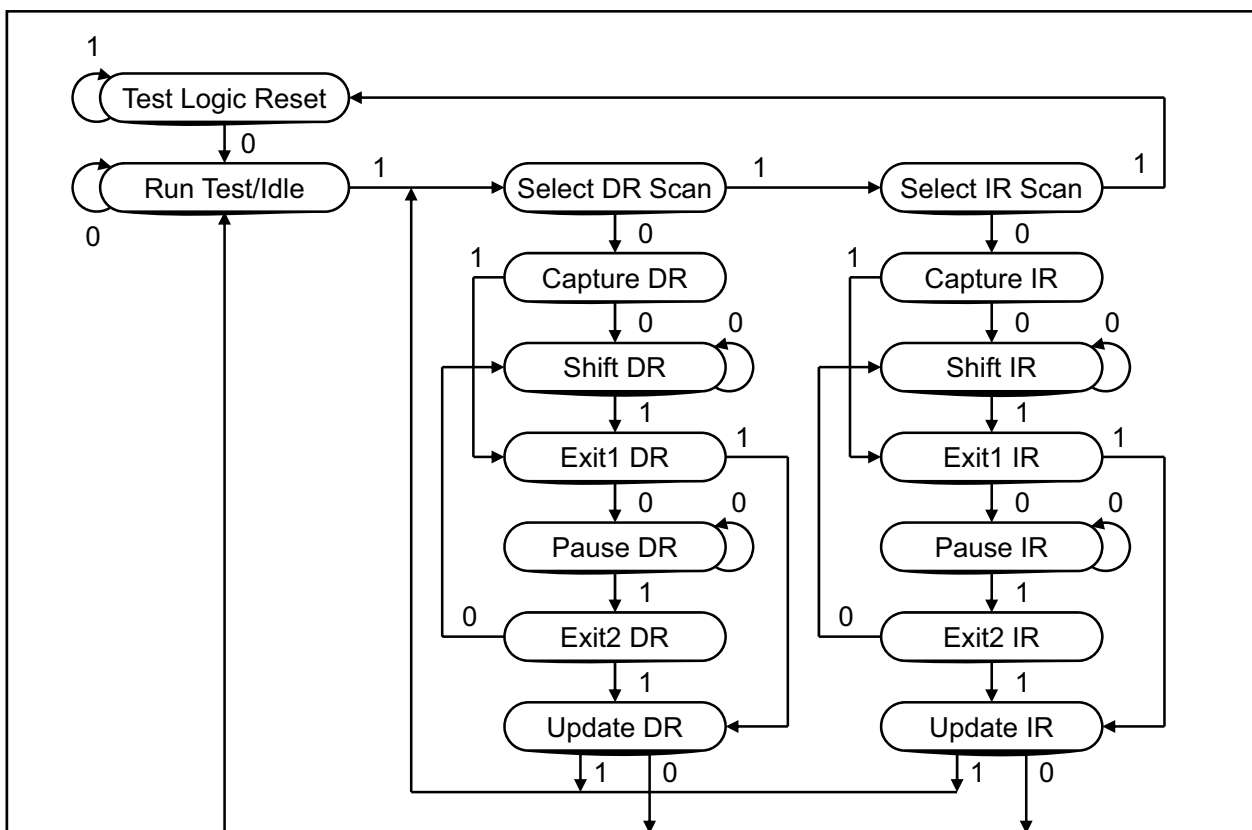 1
Test Logic Reset
0
Run Test/Idle
1
Select DR Scan
1
Select IR Scan
1
0
0
0
1
Capture DR
1
Capture IR
0
0
0
0
Shift DR
Shift IR
1
1
Exit1 DR
1
Exit1 IR
1
0
0
0
0
Pause DR
Pause IR
1
1
0
Exit2 DR
0
Exit2 IR
1
1
Update DR
Update IR
1
0
1
0